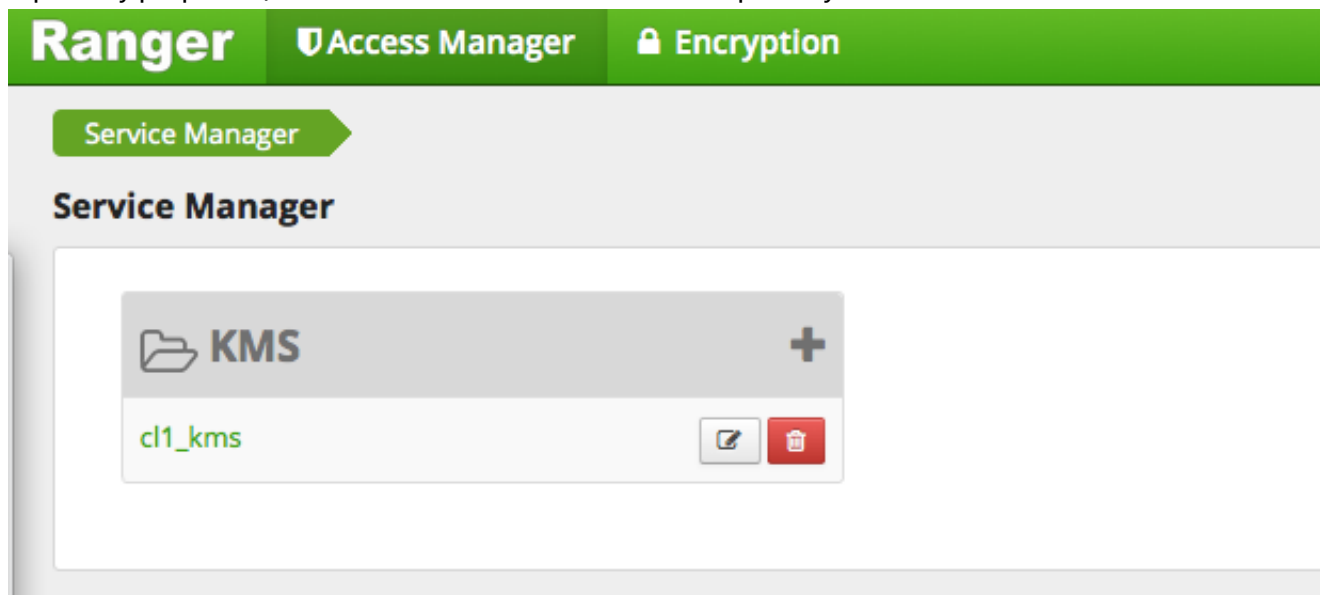 Ranger Access Manager Encryption
Service Manager
Service Manager
KMS
cl1_kms